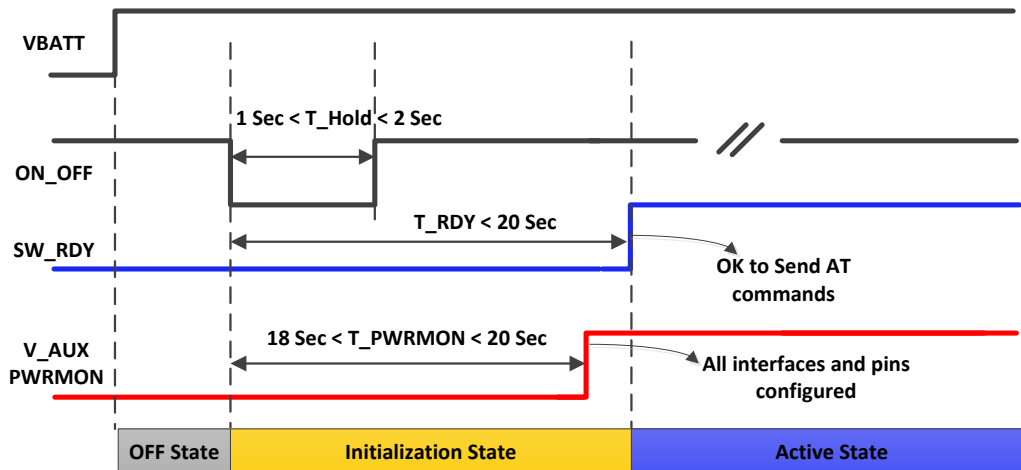 VBATT
1 Sec < T_Hold < 2 Sec
ON_OFF
T_RDY < 20 Sec
SW_RDY
OK to Send AT
commands
18 Sec < T_PWRMON < 20 Sec
V_AUX
PWRMON
All interfaces and pins
configured
OFF State
Initialization State
Active State